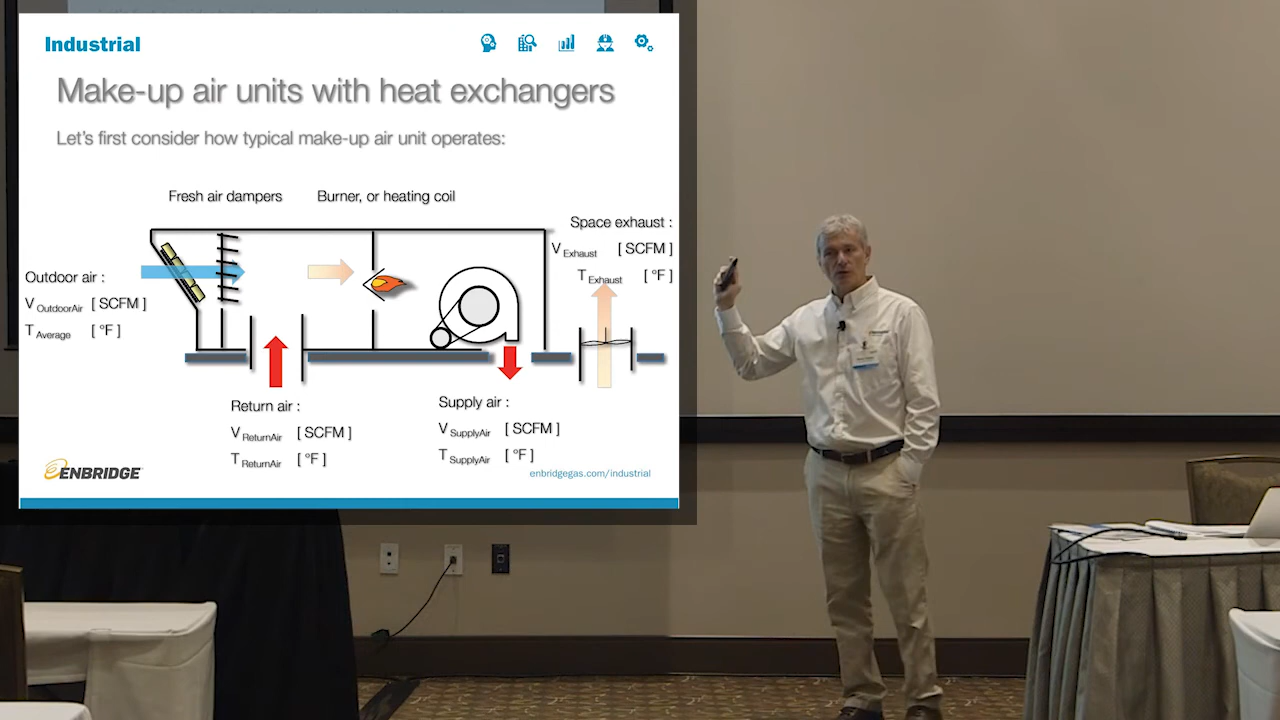 Industrial
Make-up air units with heat exchangers
Let's first consider how typical make-up air unit operates:
Fresh air dampers
Burner, or heating coil
Space exhaust :
V Exhaust [ SCFM ]
T Exhaust [ °F ]
Outdoor air :
V OutdoorAir [ SCFM ]
T Average [ °F ]
Return air :
V ReturnAir [ SCFM ]
T ReturnAir [ °F ]
Supply air :
V SupplyAir [ SCFM ]
T SupplyAir [ °F ]
ENBRIDGE
enbridgegas.com/industrial